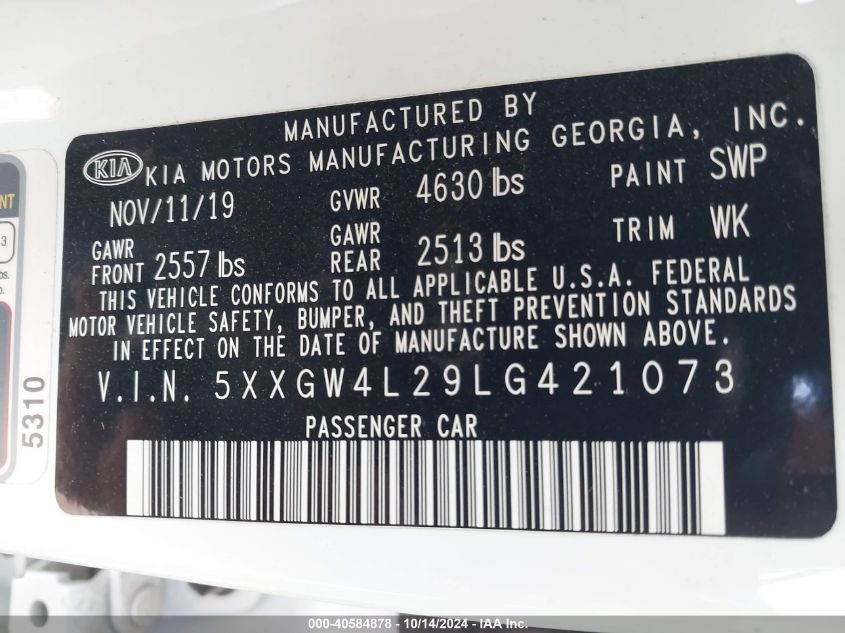 MANUFACTURED BY
KIA KIA MOTORS MANUFACTURING GEORGIA, INC.
NOV/11/19 GVWR 4630 lbs PAINT SWP
GAWR FRONT 2557 lbs GAWR REAR 2513 lbs TRIM WK
THIS VEHICLE CONFORMS TO ALL APPLICABLE U.S.A. FEDERAL
MOTOR VEHICLE SAFETY, BUMPER, AND THEFT PREVENTION STANDARDS
IN EFFECT ON THE DATE OF MANUFACTURE SHOWN ABOVE.
V.I.N. 5XXGW4L29LG421073
PASSENGER CAR
5310
3
000-40584878 - 10/14/2024 - IAA Inc.